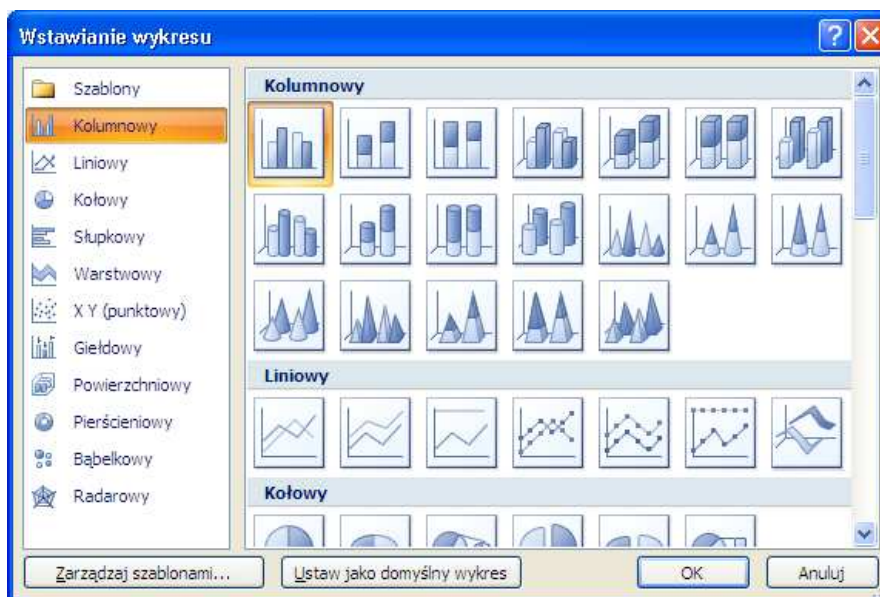 Wstawianie wykresu
Szablony
Kolumnowy
Liniowy
Kołowy
Słupkowy
Warstwowy
X Y (punktowy)
Giełdowy
Powierzchniowy
Pierścieniowy
Bąbelkowy
Radarowy
Kolumnowy
Liniowy
Kołowy
Zarządzaj szablonami...
Ustaw jako domyślny wykres
OK
Anuluj